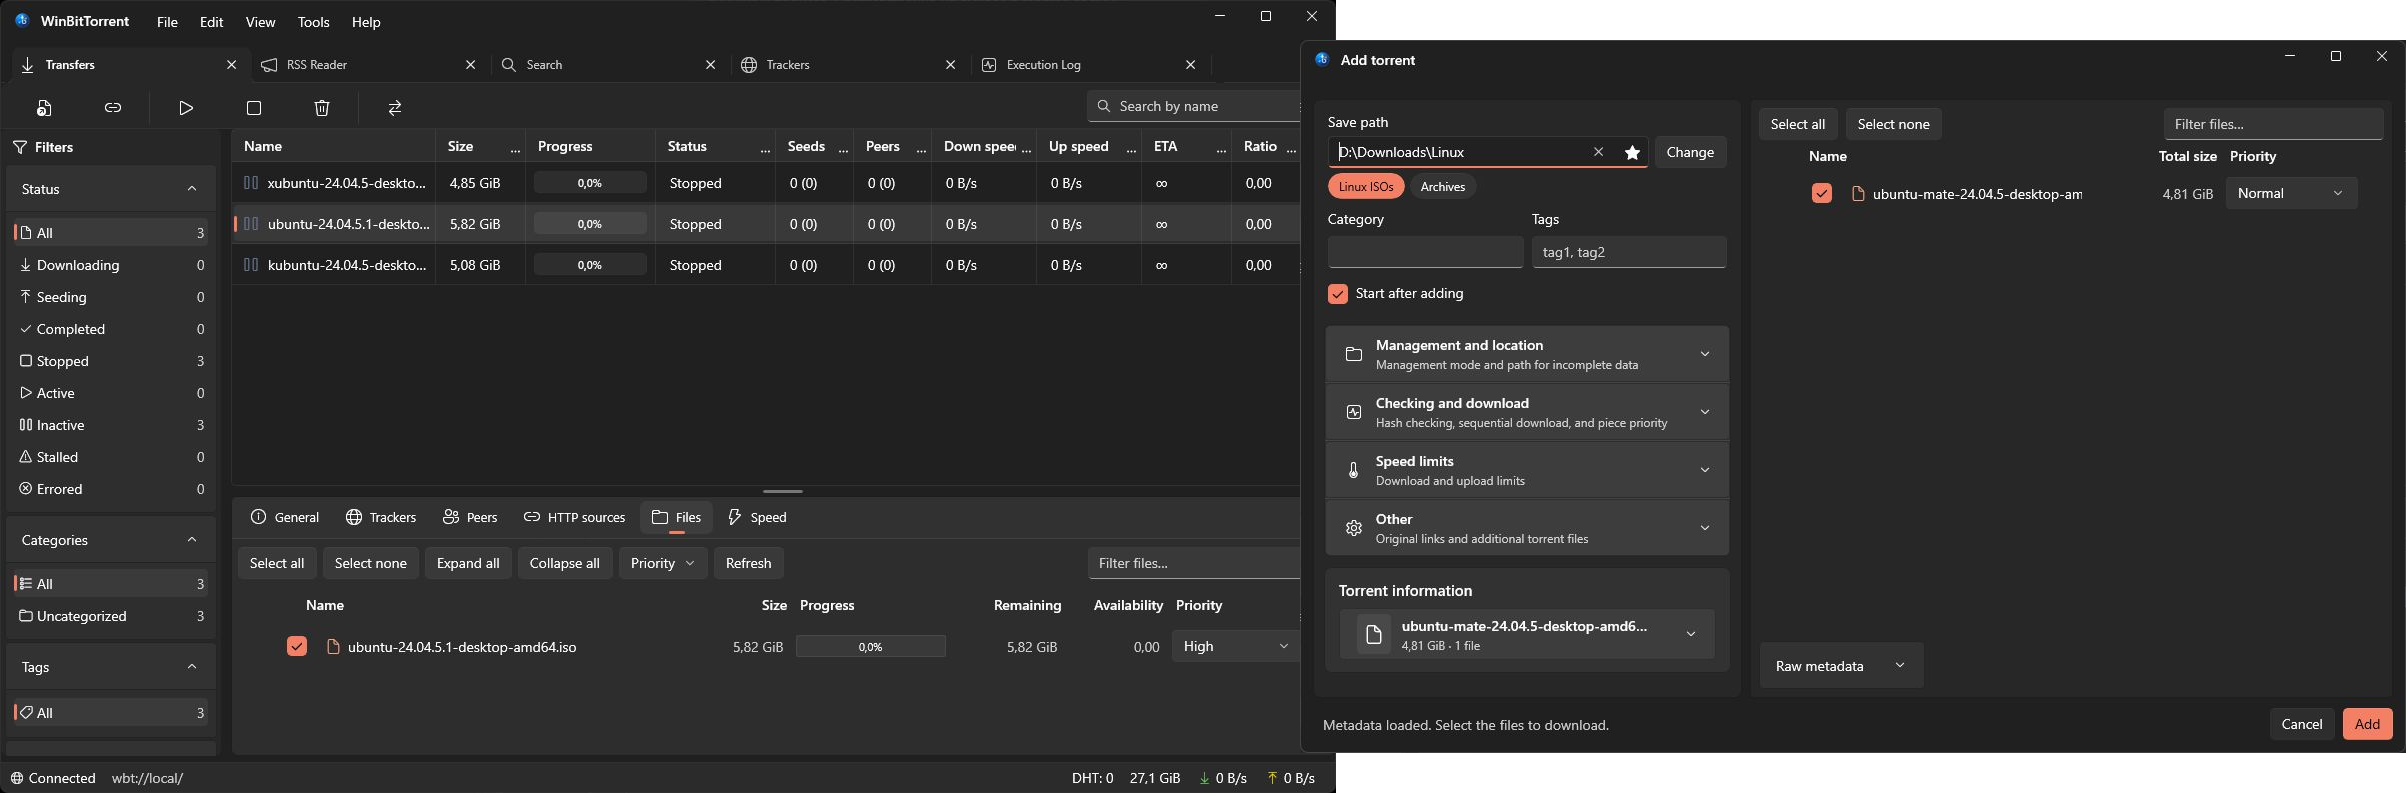 WinBitTorrent File Edit View Tools Help
Transfers RSS Reader Search Trackers Execution Log
Search by name
Filters
Status
All 3
Downloading 0
Seeding 0
Completed 0
Stopped 3
Active 0
Inactive 3
Stalled 0
Errored 0
Categories
All 3
Uncategorized 3
Tags
All 3
Name Size ... Progress Status ... Seeds ... Peers ... Down spee ... Up speed ... ETA ... Ratio ...
xubuntu-24.04.5-deskto... 4,85 GiB 0,0% Stopped 0 (0) 0 (0) 0 B/s 0 B/s ∞ 0,00
ubuntu-24.04.5.1-deskto... 5,82 GiB 0,0% Stopped 0 (0) 0 (0) 0 B/s 0 B/s ∞ 0,00
kubuntu-24.04.5-deskto... 5,08 GiB 0,0% Stopped 0 (0) 0 (0) 0 B/s 0 B/s ∞ 0,00
General Trackers Peers HTTP sources Files Speed
Select all Select none Expand all Collapse all Priority Refresh Filter files...
Name Size Progress Remaining Availability Priority
ubuntu-24.04.5.1-desktop-amd64.iso 5,82 GiB 0,0% 5,82 GiB 0,00 High
Connected wbt://local/ DHT: 0 27,1 GiB 0 B/s 0 B/s
Add torrent
Save path
D:\Downloads\Linux Change
Linux ISOs Archives
Category Tags
tag1, tag2
Start after adding
Management and location
Management mode and path for incomplete data
Checking and download
Hash checking, sequential download, and piece priority
Speed limits
Download and upload limits
Other
Original links and additional torrent files
Torrent information
ubuntu-mate-24.04.5-desktop-amd6...
4,81 GiB · 1 file
Select all Select none Filter files...
Name Total size Priority
ubuntu-mate-24.04.5-desktop-am 4,81 GiB Normal
Raw metadata
Metadata loaded. Select the files to download. Cancel Add